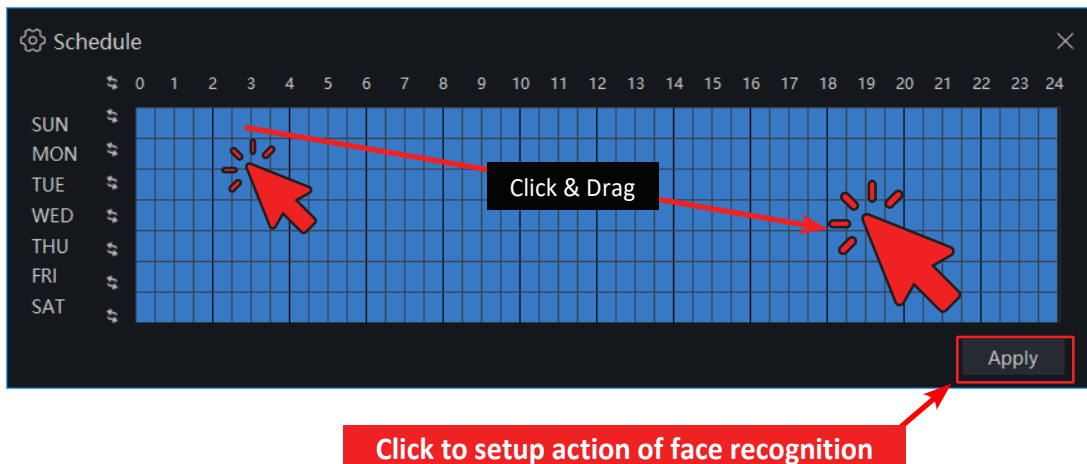 Schedule
0 1 2 3 4 5 6 7 8 9 10 11 12 13 14 15 16 17 18 19 20 21 22 23 24
SUN
MON
TUE
WED
THU
FRI
SAT
Click & Drag
Apply
Click to setup action of face recognition